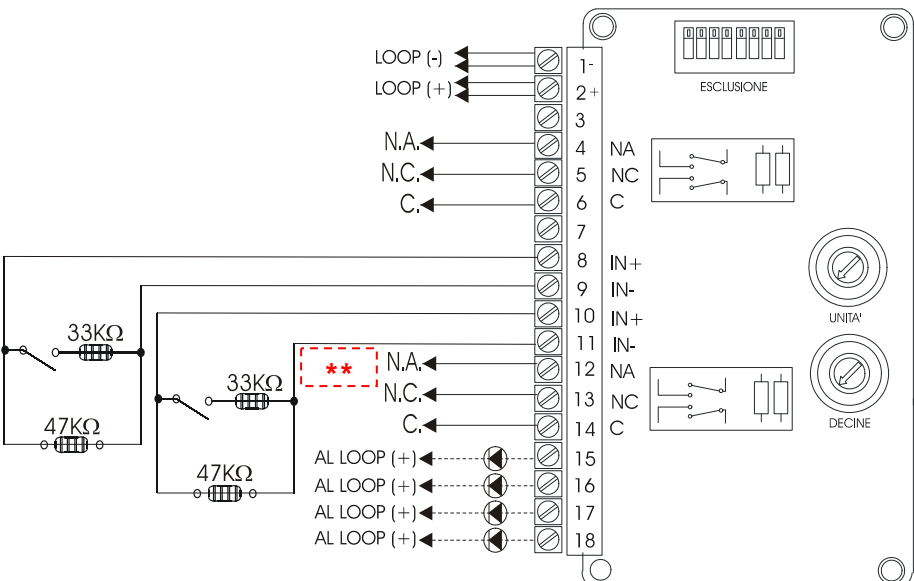 LOOP (-)
1-
ESCLUSIONE
LOOP (+)
2+
3
N.A.
4
NA
N.C.
5
NC
C.
6
C
7
8
IN+
9
IN-
10
IN+
UNITA'
33KΩ
11
IN-
**
N.A.
12
NA
33KΩ
N.C.
13
NC
C.
14
C
DECINE
47KΩ
AL LOOP (+)
15
47KΩ
AL LOOP (+)
16
AL LOOP (+)
17
AL LOOP (+)
18